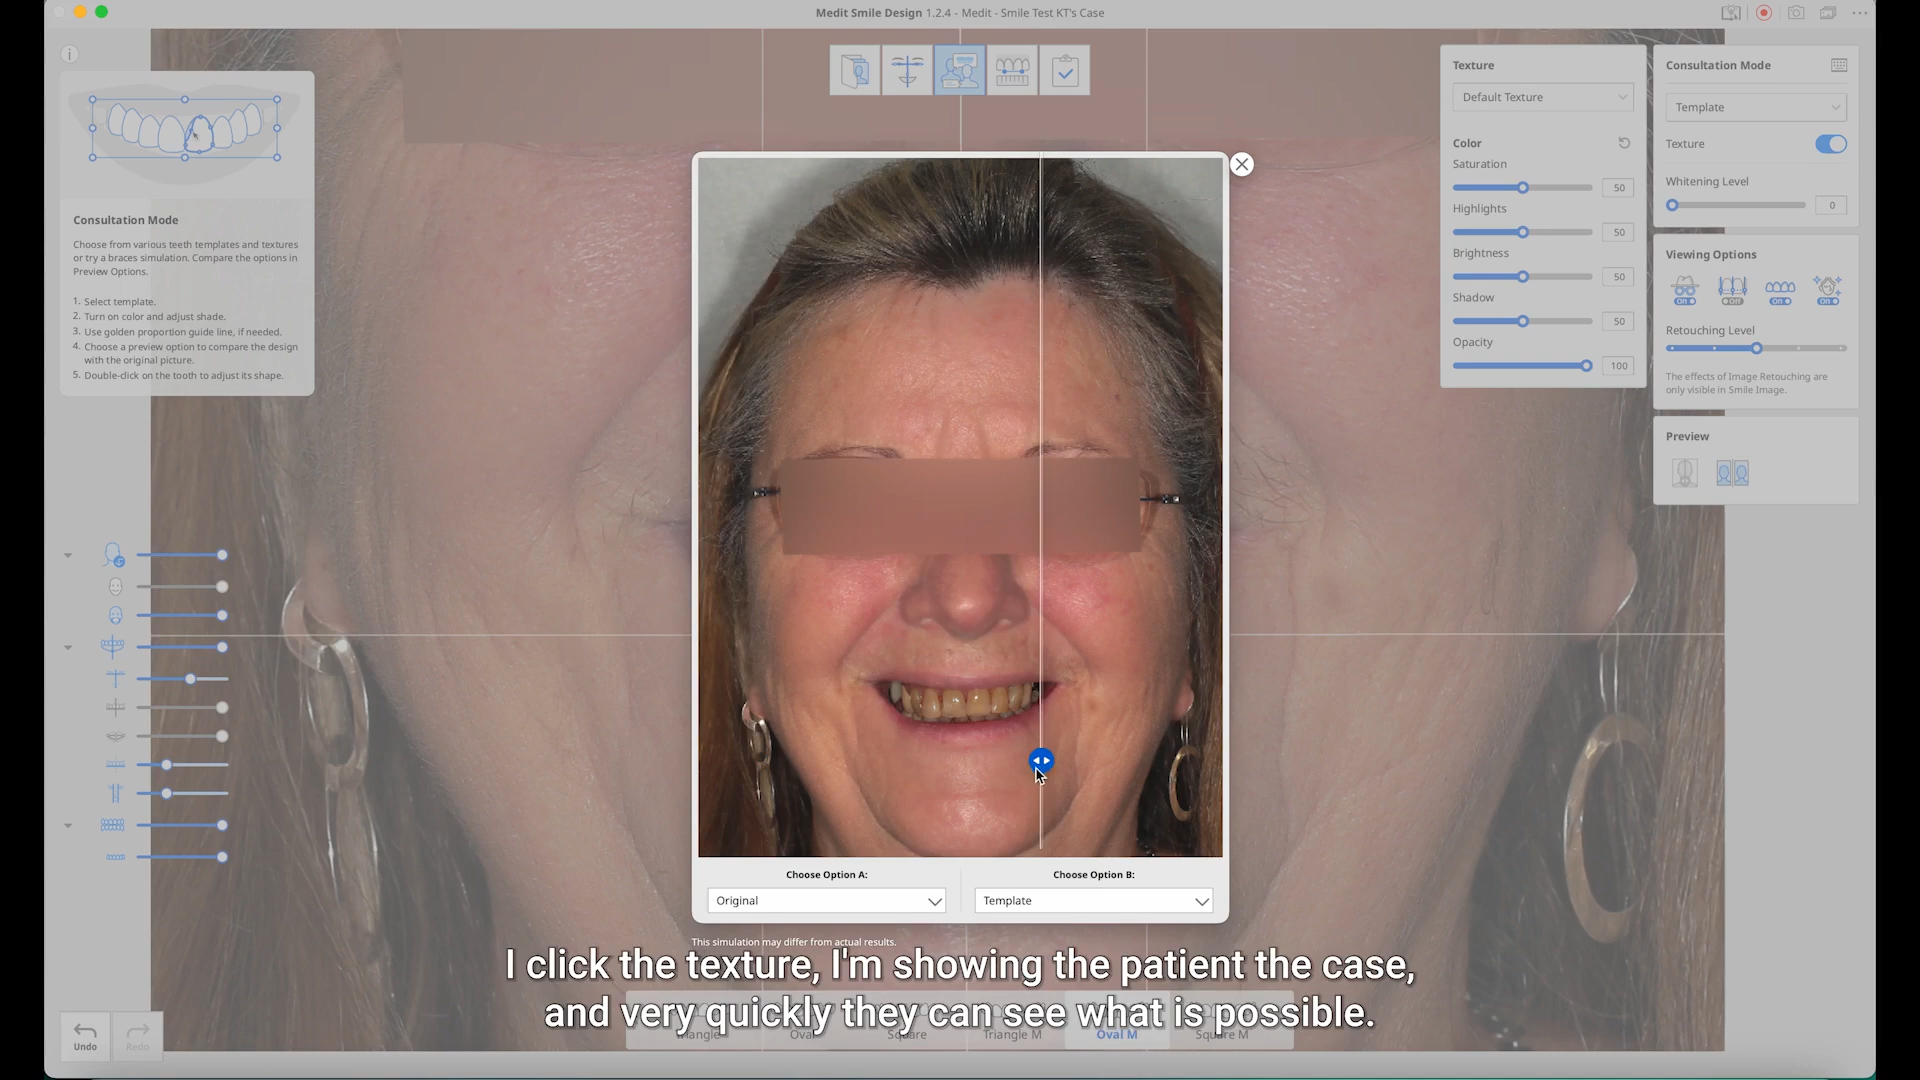 Medit Smile Design 1.2.4 - Medit - Smile Test KT's Case
Consultation Mode
Choose from various teeth templates and textures
or try a braces simulation. Compare the options in
Preview Options.
1. Select template.
2. Turn on color and adjust shade.
3. Use golden proportion guide line, if needed.
4. Choose a preview option to compare the design
with the original picture.
5. Double-click on the tooth to adjust its shape.
Texture
Default Texture
Color
Saturation
50
Highlights
50
Brightness
50
Shadow
50
Opacity
100
Consultation Mode
Template
Texture
Whitening Level
0
Viewing Options
On
Off
On
On
Retouching Level
The effects of Image Retouching are
only visible in Smile Image.
Preview
Choose Option A:
Original
Choose Option B:
Template
This simulation may differ from actual results.
I click the texture, I'm showing the patient the case,
and very quickly they can see what is possible.
Undo
Redo
Triangle
Oval
Square
Triangle M
Oval M
Square M